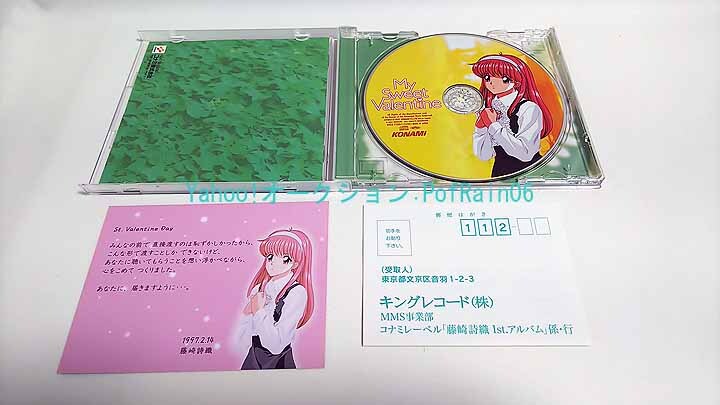 My
Sweet
Valentine
KONAMI
Yahoo!オークション:PofRain06
St. Valentine Day
みんなの前で 直接渡すのは恥ずかしかったから、
こんな形で渡すことしか できないけど、
あなたに聴いてもらうことを想い浮かべながら、
心をこめて つくりました。
あなたに、届きますように・・。
1997.2.14
藤崎詩織
郵便はがき
切手を
お貼り
下さい。
112-
(受取人)
東京都文京区音羽1-2-3
キングレコード(株)
MMS事業部
コナミレーベル「藤崎詩織 1st.アルバム」係・行